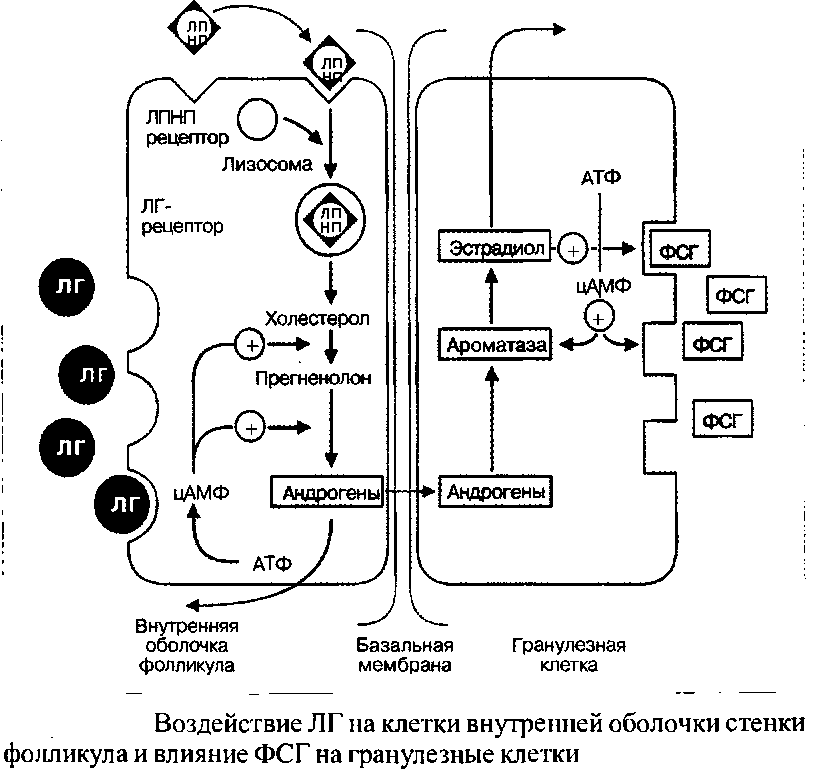 ЛП
НП
ЛП
НП
ЛПНП
рецептор
Лизосома
ЛГ-
рецептор
ЛП
НП
ЛГ
ЛГ
ЛГ
ЛГ
Холестерол
+
Прегненолон
+
цАМФ
Андрогены
АТФ
АТФ
Эстрадиол
+
ФСГ
цАМФ
ФСГ
+
Ароматаза
ФСГ
ФСГ
Андрогены
Внутренняя
оболочка
фолликула
Базальная
мембрана
Гранулезная
клетка
Воздействие ЛГ на клетки внутренней оболочки стенки
фолликула и влияние ФСГ на гранулезные клетки